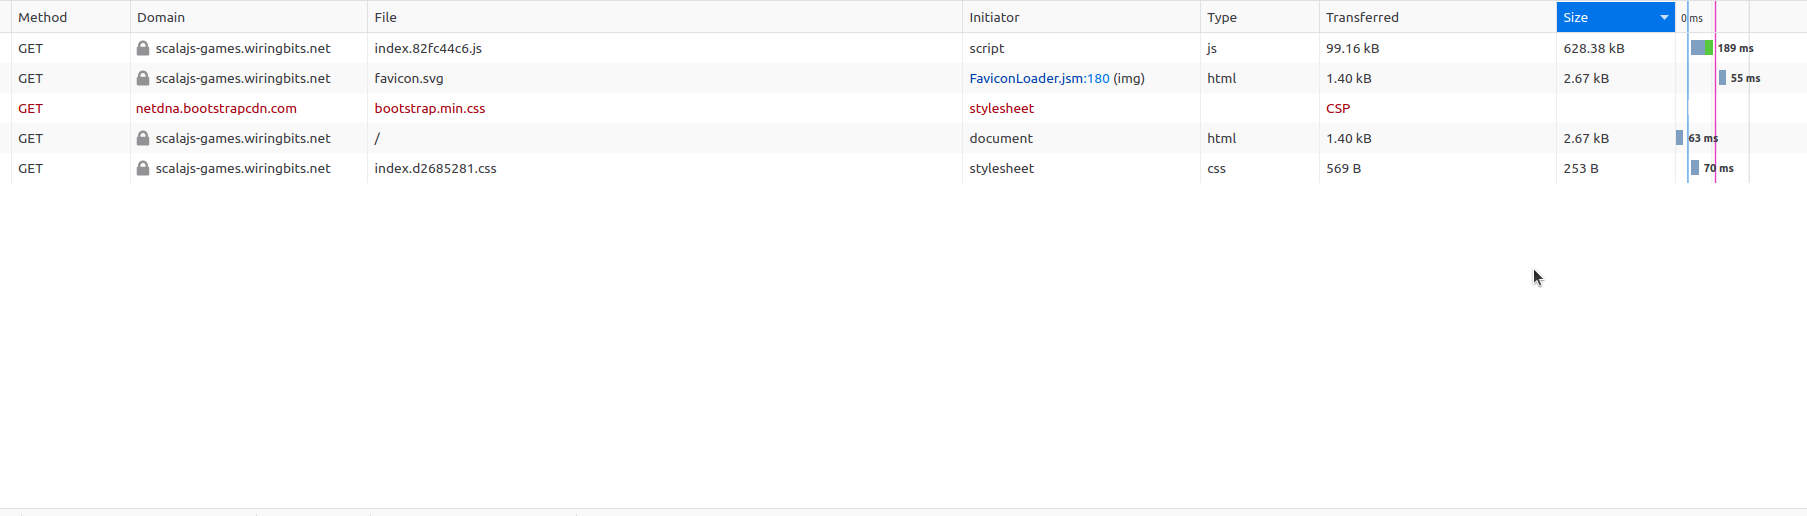 Method Domain File Initiator Type Transferred Size 0 ms
GET scalajs-games.wiringbits.net index.82fc44c6.js script js 99.16 kB 628.38 kB 189 ms
GET scalajs-games.wiringbits.net favicon.svg FaviconLoader.jsm:180 (img) html 1.40 kB 2.67 kB 55 ms
GET netdna.bootstrapcdn.com bootstrap.min.css stylesheet CSP
GET scalajs-games.wiringbits.net / document html 1.40 kB 2.67 kB 63 ms
GET scalajs-games.wiringbits.net index.d2685281.css stylesheet css 569 B 253 B 70 ms